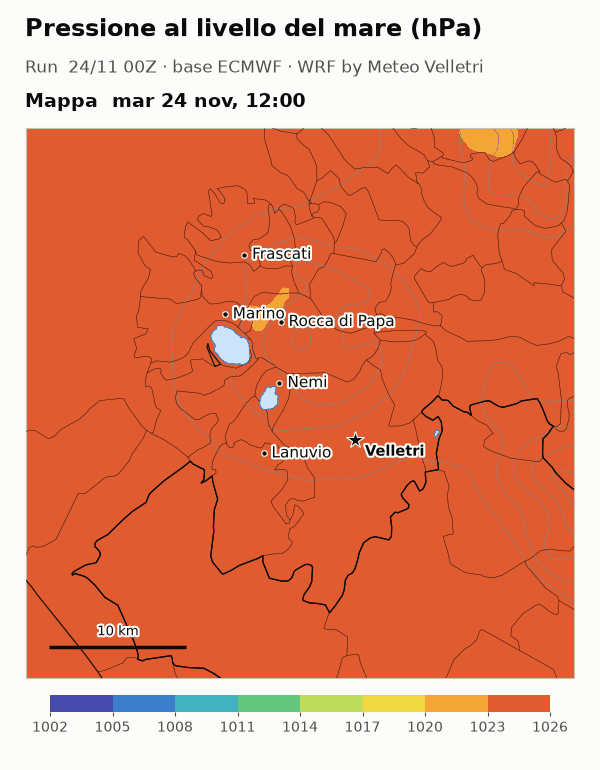 Pressione al livello del mare (hPa)
Run  24/11 00Z · base ECMWF · WRF by Meteo Velletri
Mappa  mar 24 nov, 12:00
Frascati
Marino
Rocca di Papa
Nemi
Velletri
Lanuvio
10 km
1002 1005 1008 1011 1014 1017 1020 1023 1026